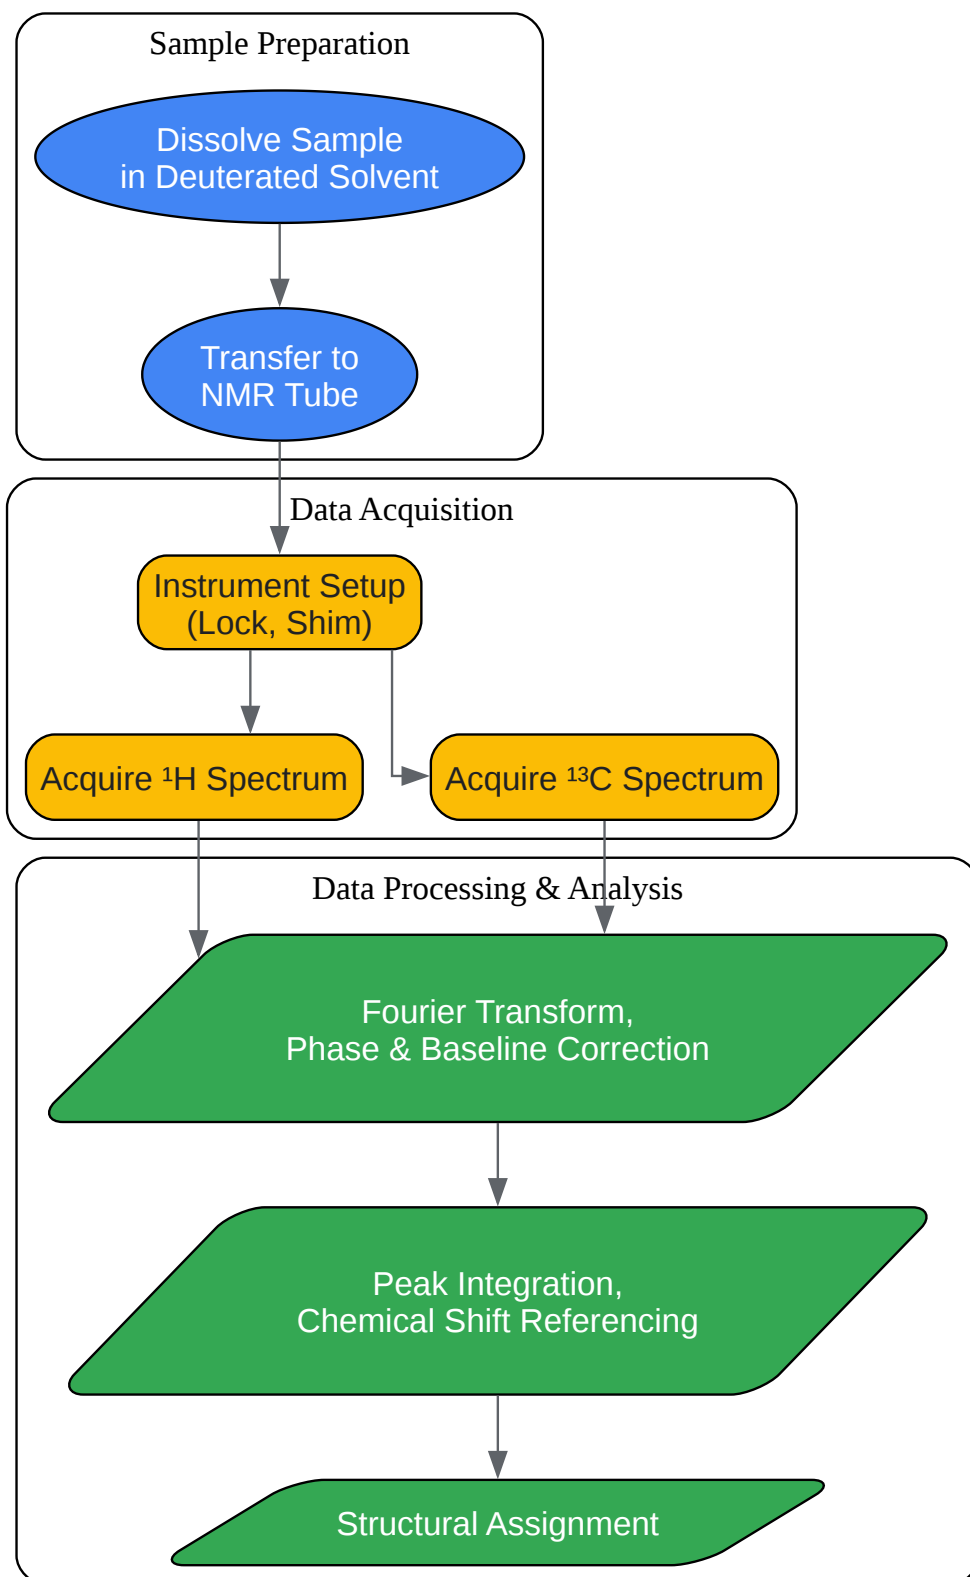 Sample Preparation
Dissolve Sample
in Deuterated Solvent
Transfer to
NMR Tube
Data Acquisition
Instrument Setup
(Lock, Shim)
Acquire ¹H Spectrum
Acquire ¹³C Spectrum
Data Processing & Analysis
Fourier Transform,
Phase & Baseline Correction
Peak Integration,
Chemical Shift Referencing
Structural Assignment